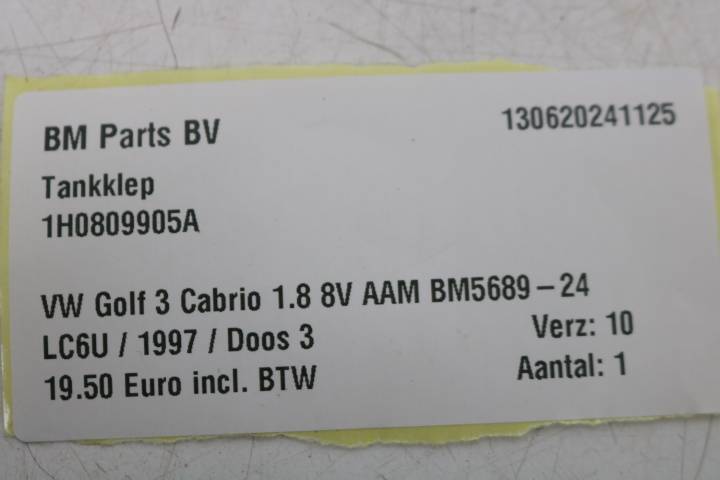 BM Parts BV
130620241125
Tankklep
1H0809905A
VW Golf 3 Cabrio 1.8 8V AAM BM5689-24
LC6U / 1997 / Doos 3
Verz: 10
19.50 Euro incl. BTW
Aantal: 1